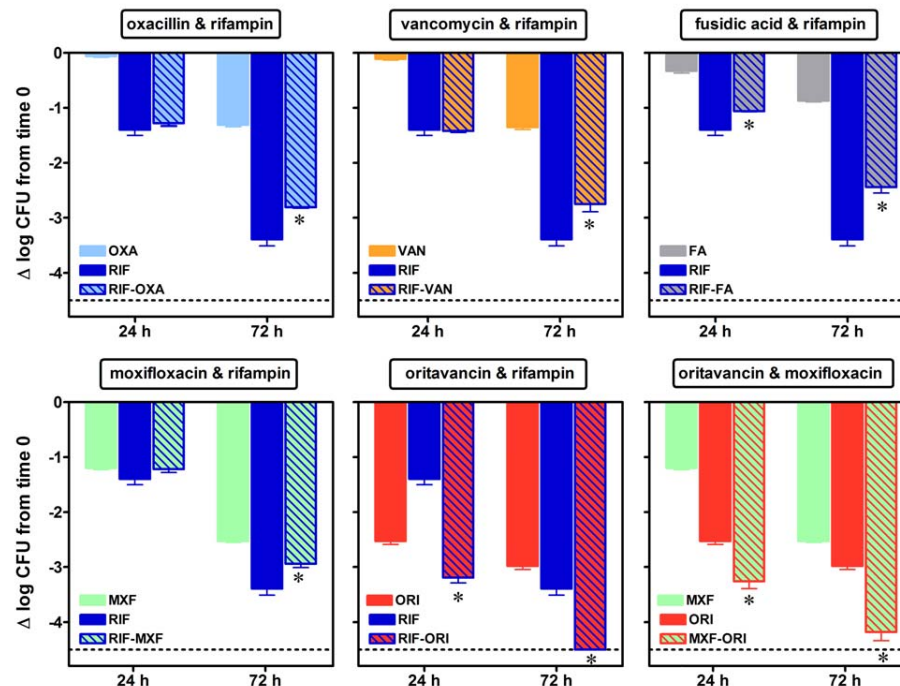 oxacillin & rifampin
vancomycin & rifampin
fusidic acid & rifampin
Δ log CFU from time 0
0
-1
-2
-3
-4
OXA
RIF
RIF-OXA
VAN
RIF
RIF-VAN
FA
RIF
RIF-FA
*
*
*
*
24 h
72 h
24 h
72 h
24 h
72 h
moxifloxacin & rifampin
oritavancin & rifampin
oritavancin & moxifloxacin
Δ log CFU from time 0
0
-1
-2
-3
-4
MXF
RIF
RIF-MXF
ORI
RIF
RIF-ORI
MXF
ORI
MXF-ORI
*
*
*
*
*
24 h
72 h
24 h
72 h
24 h
72 h